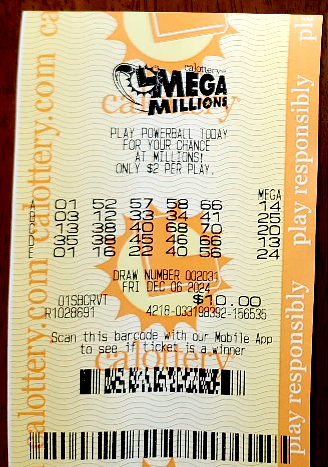 calottery
MEGA
MILLIONS
PLAY POWERBALL TODAY
FOR YOUR CHANCE
AT MILLIONS!
ONLY $2 PER PLAY.
MEGA
A 01 52 57 58 66 14
B 03 12 33 34 41 25
C 13 38 40 68 70 20
D 35 38 45 46 66 13
E 01 16 22 40 56 24
DRAW NUMBER 002031
FRI DEC 06 2024
01SBCRVT $10.00
R1028691 4218-033198392-156535
Scan this barcode with our Mobile App
to see if ticket is a winner
calottery
calottery.com calottery.com ca
play responsibly play responsibly pl